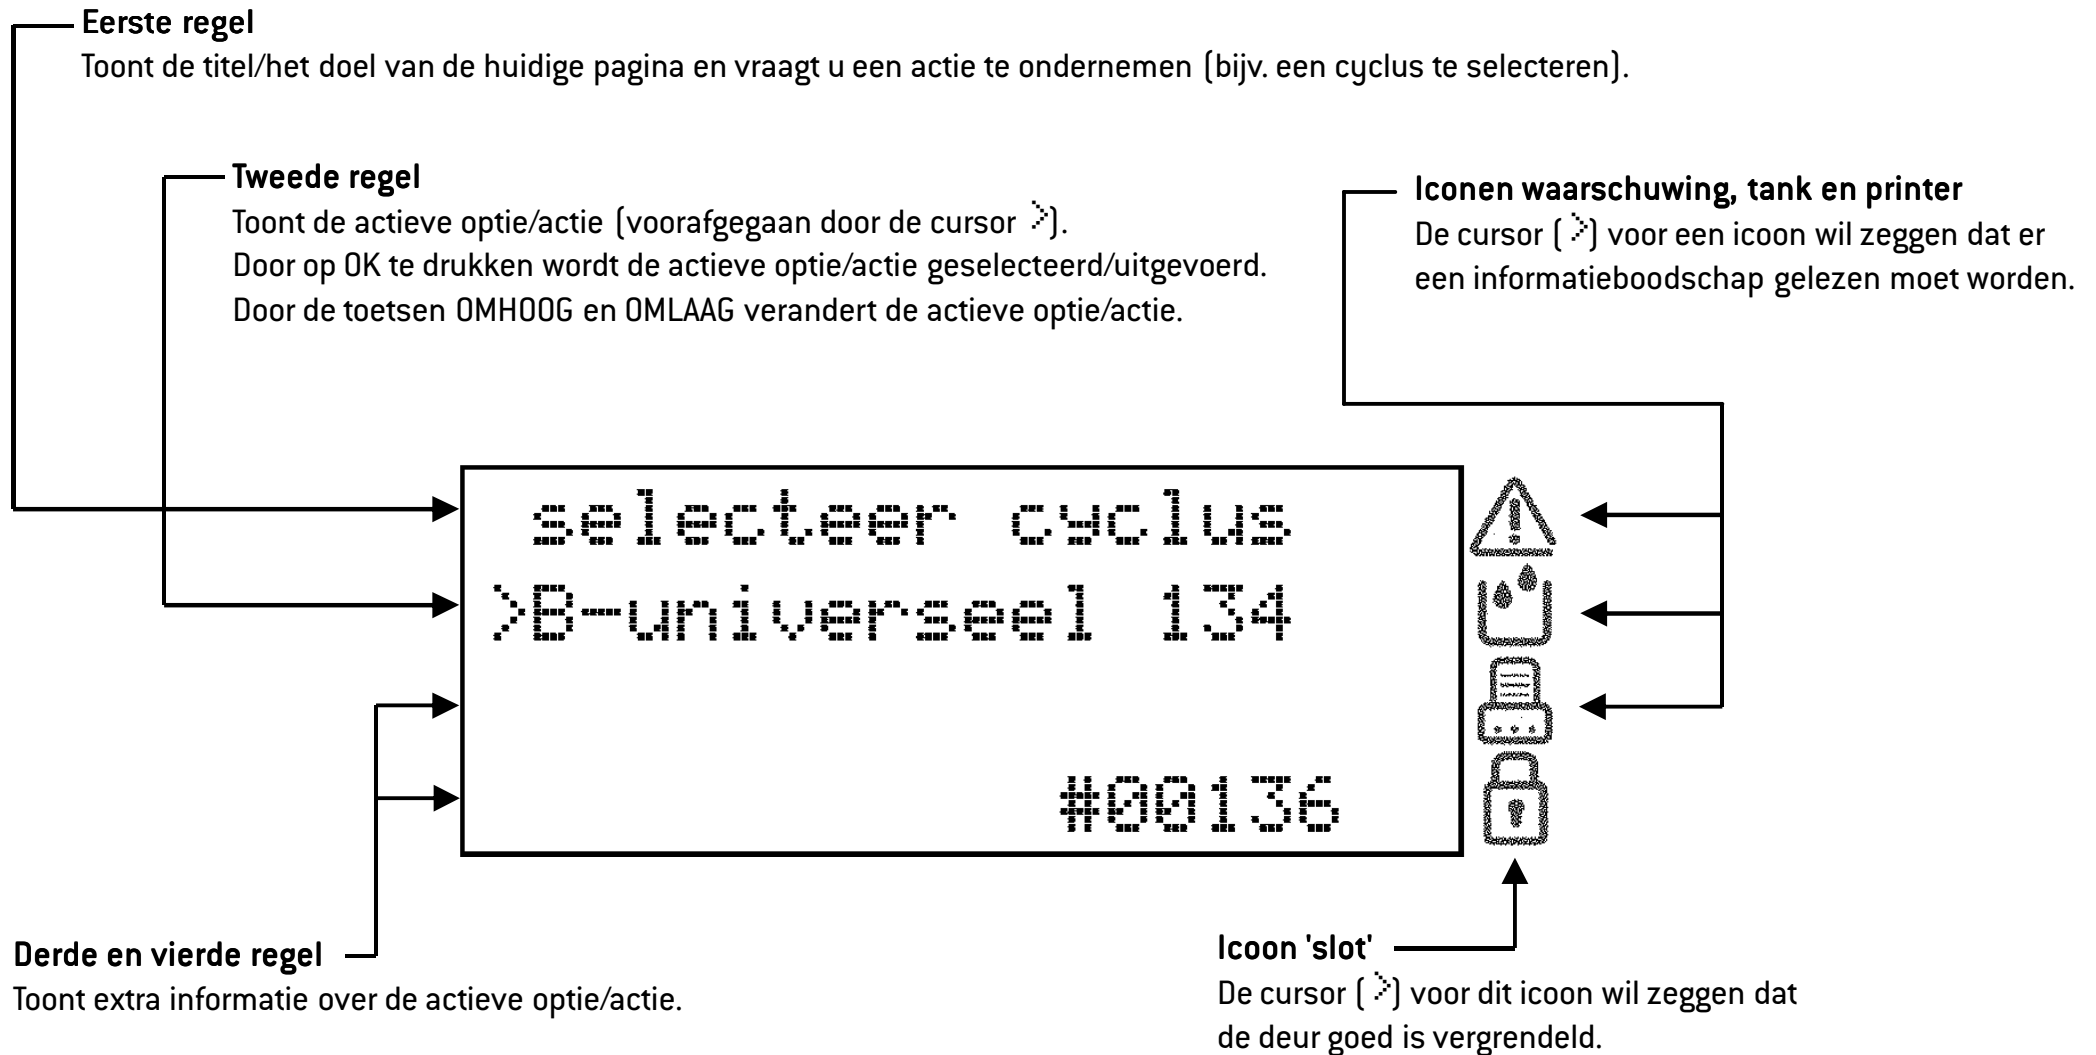 Eerste regel
Toont de titel/het doel van de huidige pagina en vraagt u een actie te ondernemen (bijv. een cyclus te selecteren).
Tweede regel
Toont de actieve optie/actie (voorafgegaan door de cursor >).
Door op OK te drukken wordt de actieve optie/actie geselecteerd/uitgevoerd.
Door de toetsen OMHOOG en OMLAAG verandert de actieve optie/actie.
Iconen waarschuwing, tank en printer
De cursor ( >) voor een icoon wil zeggen dat er
een informatieboodschap gelezen moet worden.
selecteer cyclus
>B-universeel 134
#00136
Derde en vierde regel
Toont extra informatie over de actieve optie/actie.
Icoon 'slot'
De cursor ( >) voor dit icoon wil zeggen dat
de deur goed is vergrendeld.